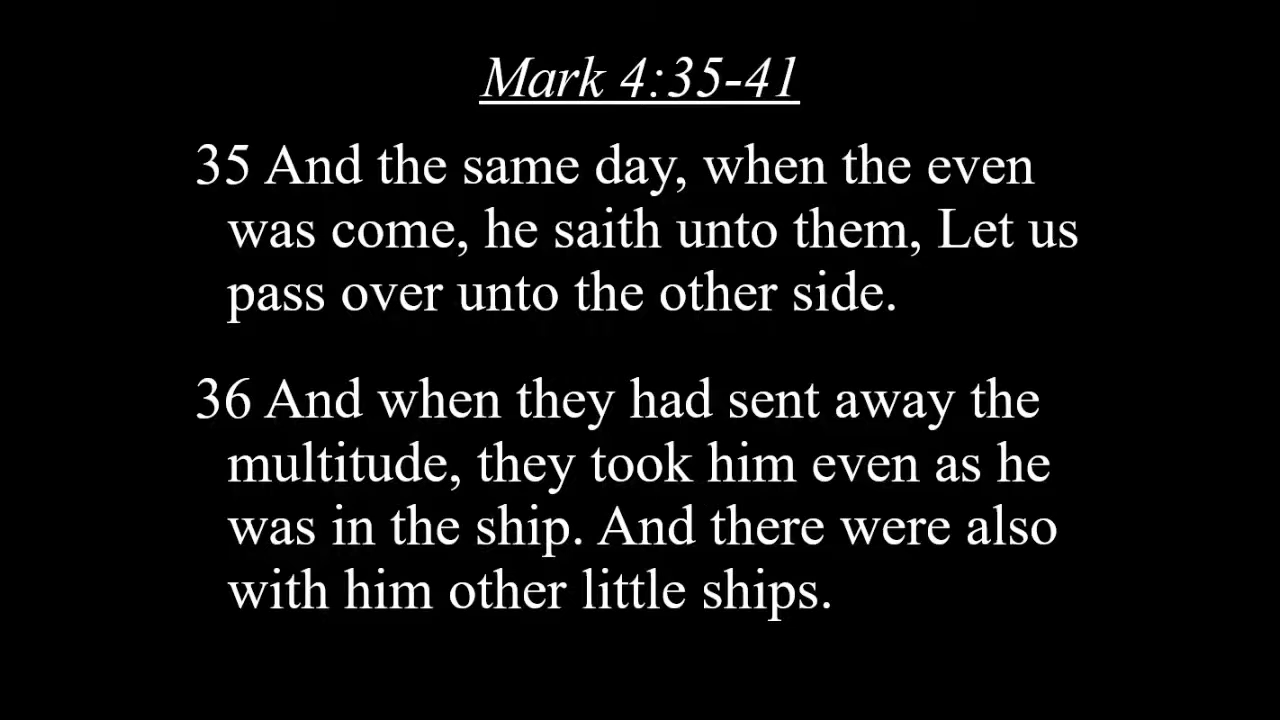 Mark 4:35-41
35 And the same day, when the even
was come, he saith unto them, Let us
pass over unto the other side.
36 And when they had sent away the
multitude, they took him even as he
was in the ship. And there were also
with him other little ships.